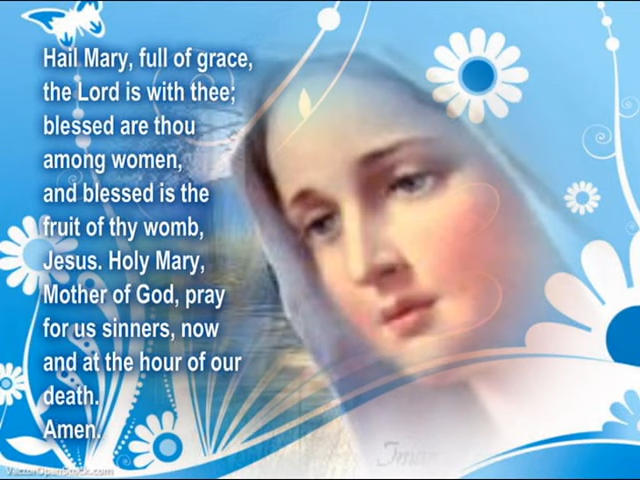 Hail Mary, full of grace,
the Lord is with thee;
blessed are thou
among women,
and blessed is the
fruit of thy womb,
Jesus. Holy Mary,
Mother of God, pray
for us sinners, now
and at the hour of our
death.
Amen.
VectorOpenStock.com